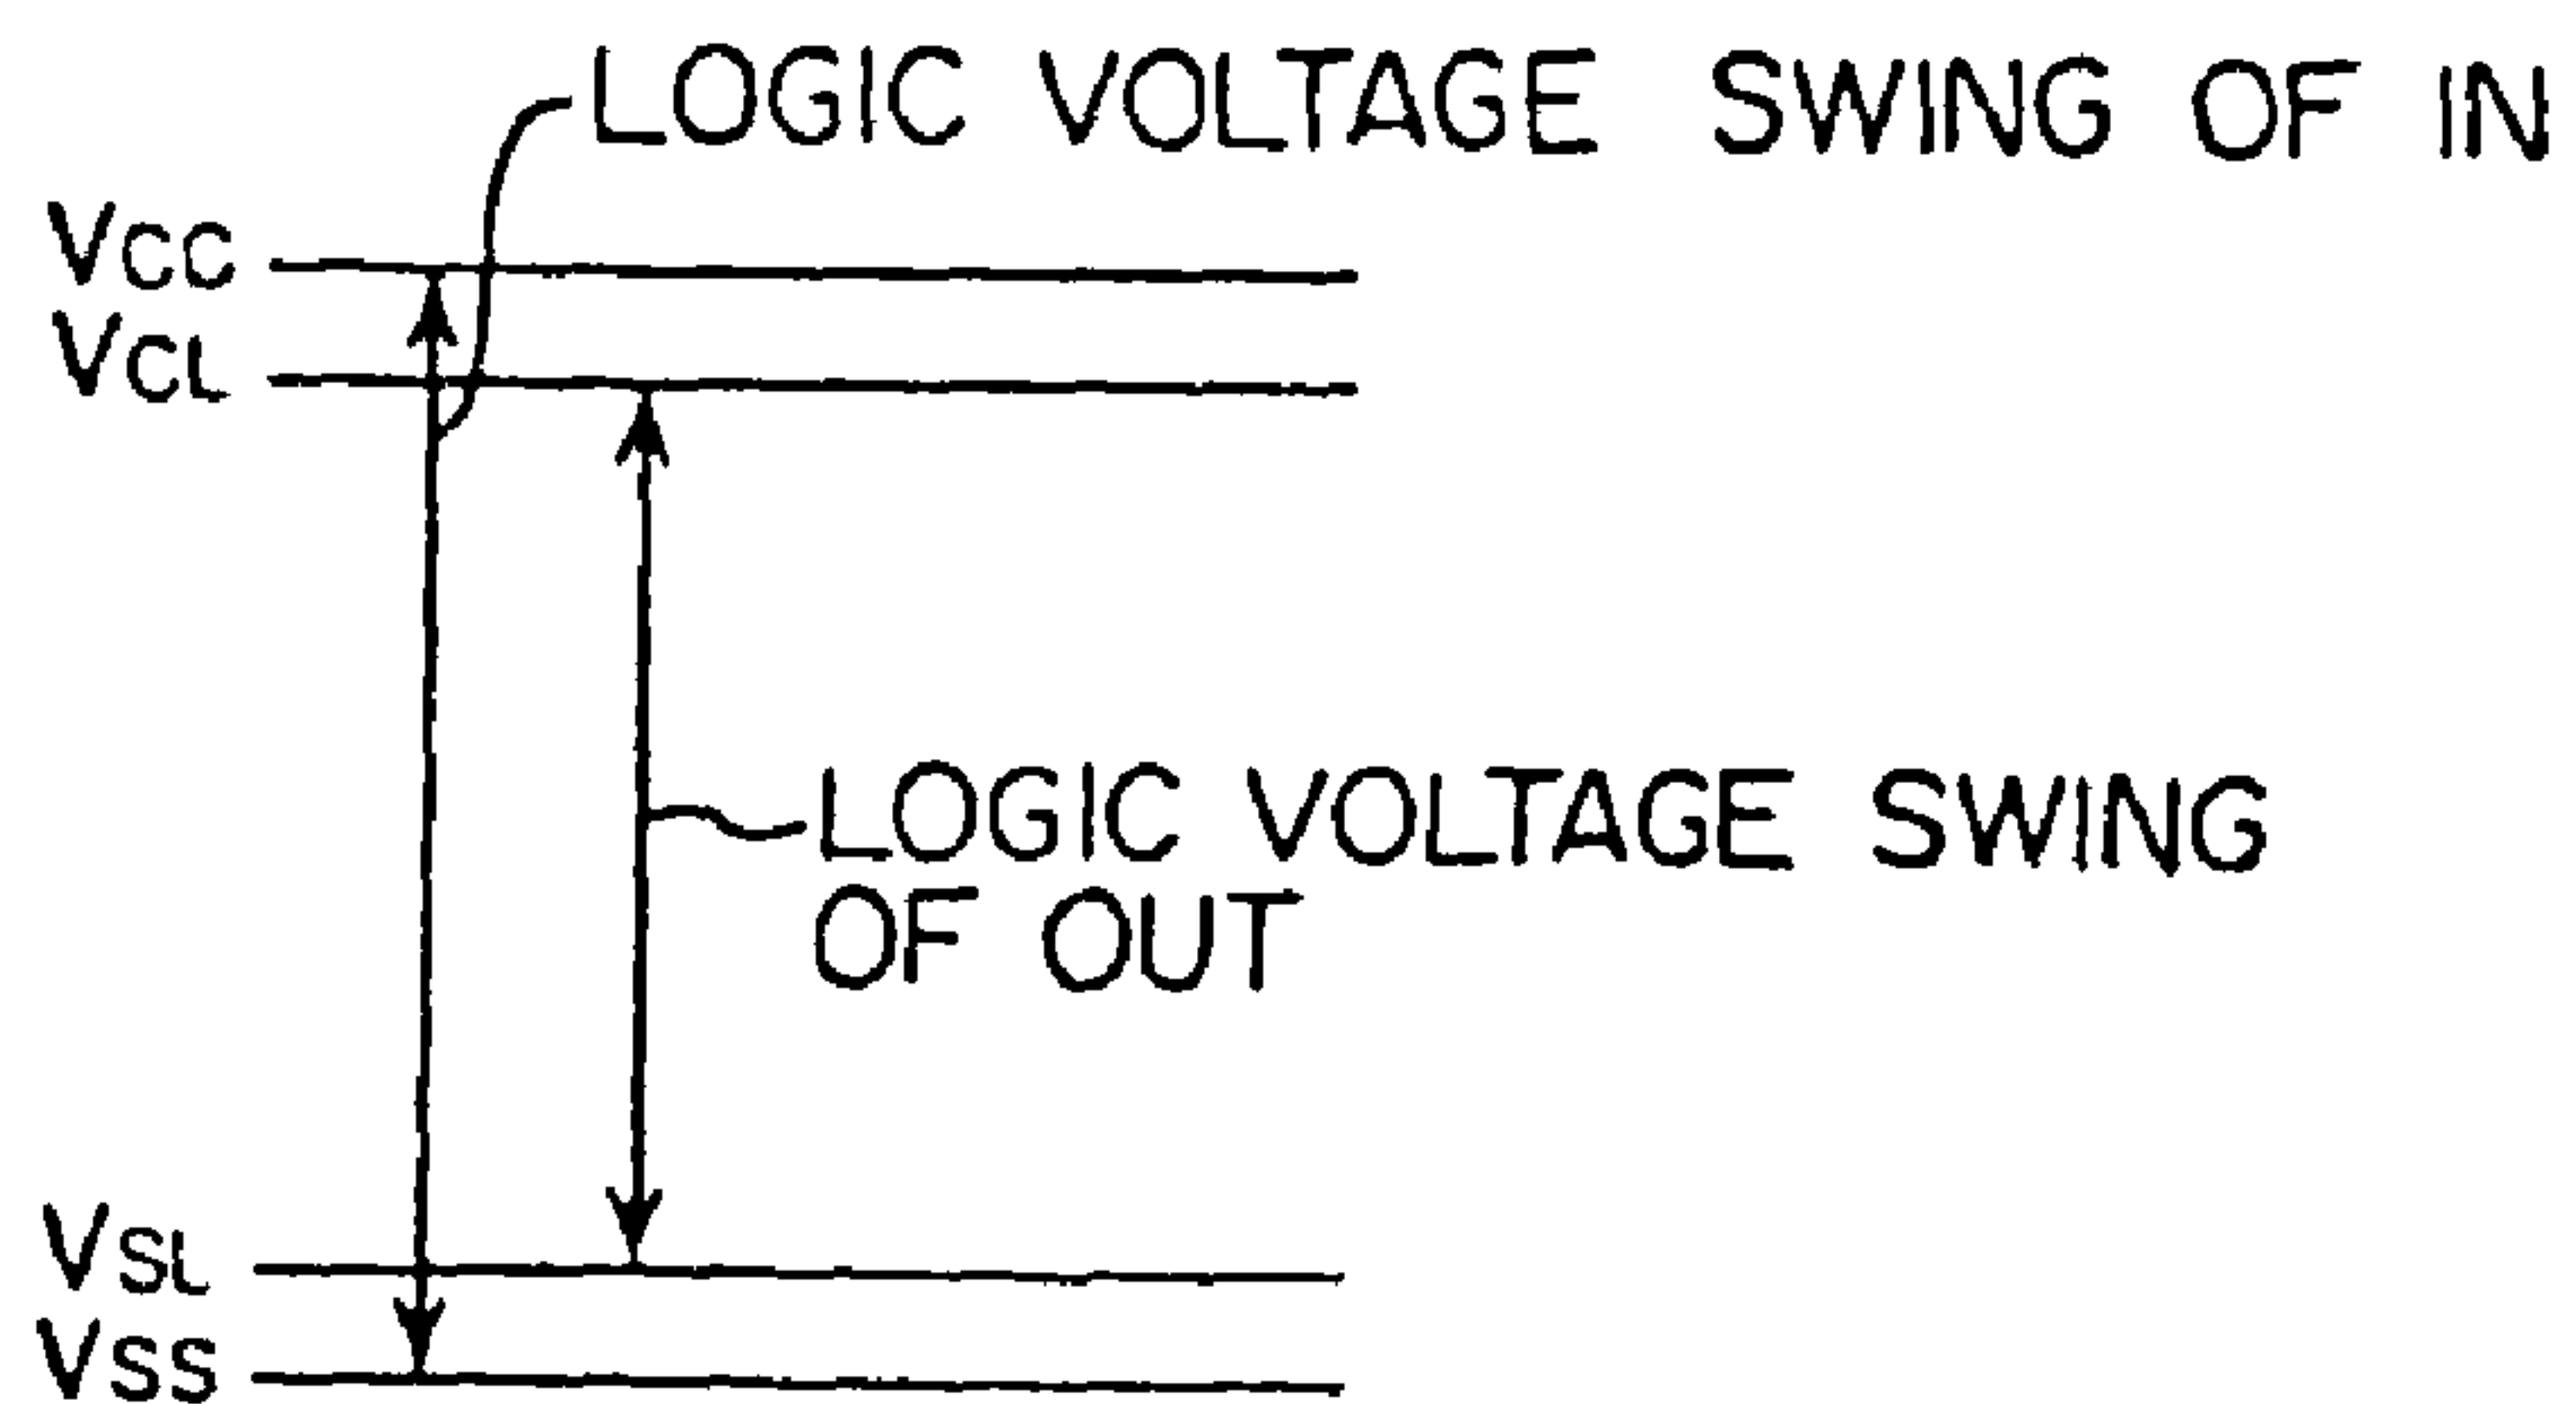 LOGIC VOLTAGE SWING OF IN
VCC
VCL
LOGIC VOLTAGE SWING
OF OUT
VSL
VSS